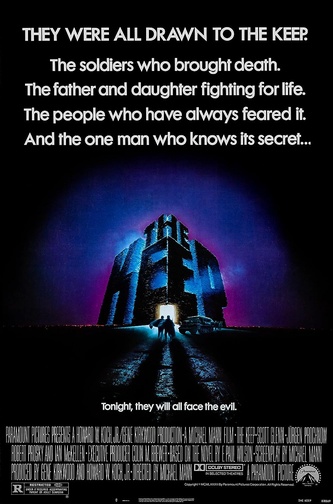 THEY WERE ALL DRAWN TO THE KEEP.
The soldiers who brought death.
The father and daughter fighting for life.
The people who have always feared it.
And the one man who knows its secret...
THE
KEEP
Tonight, they will all face the evil.
PARAMOUNT PICTURES PRESENTS A HOWARD W. KOCH, JR./GENE KIRKWOOD PRODUCTION • A MICHAEL MANN FILM • THE KEEP • SCOTT GLENN • JÜRGEN PROCHNOW
ROBERT PROSKY AND IAN McKELLEN • EXECUTIVE PRODUCER COLIN M. BREWER • BASED ON THE NOVEL BY F. PAUL WILSON • SCREENPLAY BY MICHAEL MANN
PRODUCED BY GENE KIRKWOOD AND HOWARD W. KOCH, JR. • DIRECTED BY MICHAEL MANN DOLBY STEREO IN SELECTED THEATRES A PARAMOUNT PICTURE
R RESTRICTED